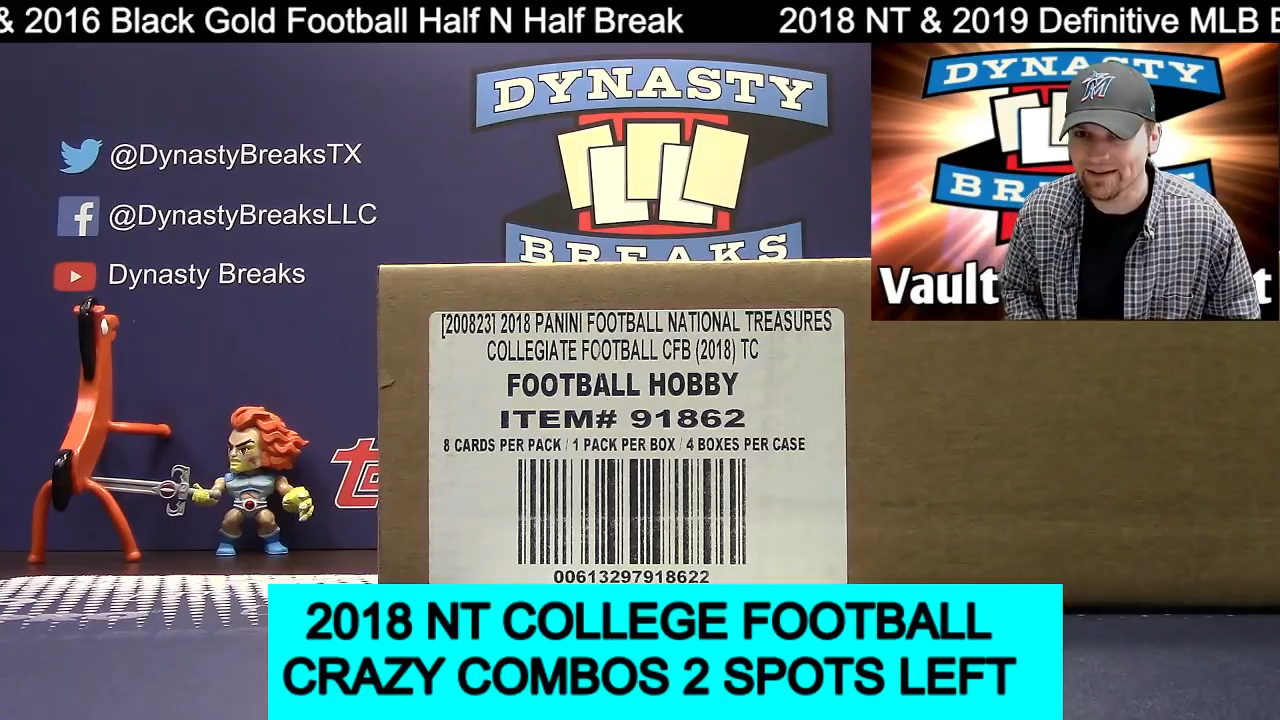 & 2016 Black Gold Football Half N Half Break 2018 NT & 2019 Definitive MLB
DYNASTY
BREAKS
@DynastyBreaksTX
@DynastyBreaksLLC
Dynasty Breaks
DYNASTY
Vault
[200823] 2018 PANINI FOOTBALL NATIONAL TREASURES
COLLEGIATE FOOTBALL CFB (2018) TC
FOOTBALL HOBBY
ITEM# 91862
8 CARDS PER PACK / 1 PACK PER BOX / 4 BOXES PER CASE
00613297918622
2018 NT COLLEGE FOOTBALL
CRAZY COMBOS 2 SPOTS LEFT